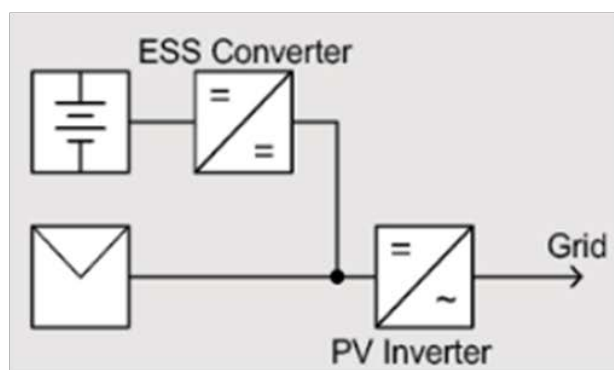 ESS Converter
=
=
Grid
=
~
PV Inverter